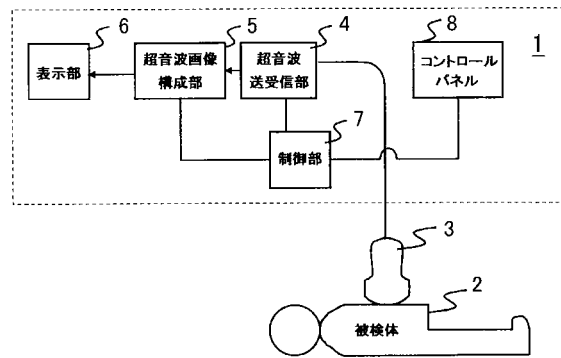 6
5
4
8
1
表示部
超音波画像
構成部
超音波
送受信部
コントロール
パネル
7
制御部
3
2
被検体